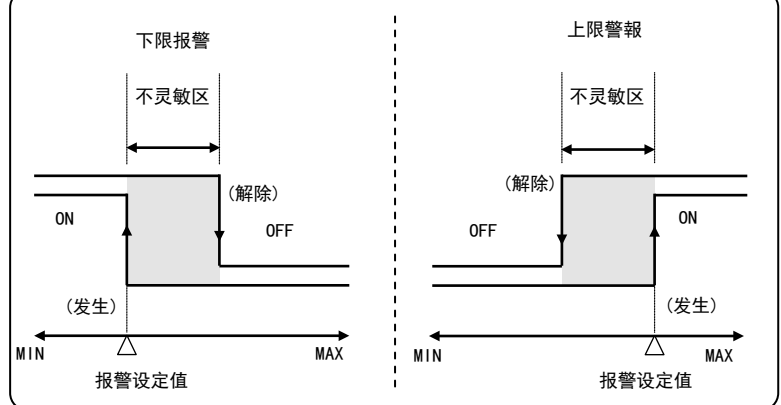 下限报警
不灵敏区
(解除)
ON
OFF
(发生)
MIN
MAX
报警设定值
上限警報
不灵敏区
(解除)
OFF
ON
(发生)
MIN
MAX
报警设定值